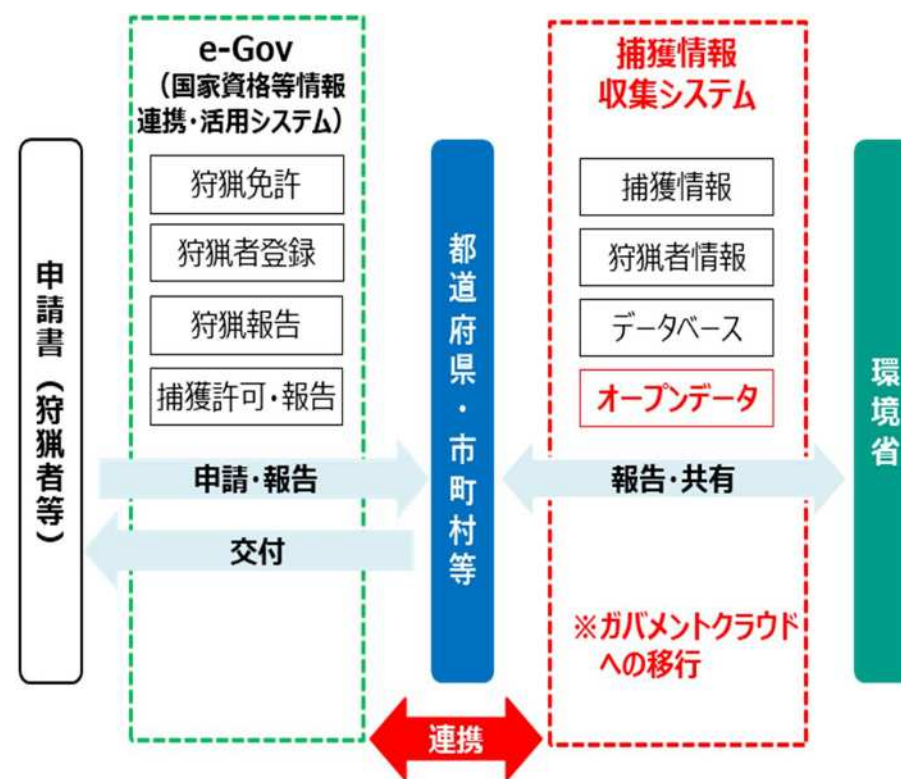 申請書（狩猟者等）
e-Gov
（国家資格等情報
連携・活用システム）
狩猟免許
狩猟者登録
狩猟報告
捕獲許可・報告
申請・報告
交付
都道府県・市町村等
捕獲情報
収集システム
捕獲情報
狩猟者情報
データベース
オープンデータ
報告・共有
※ガバメントクラウド
への移行
環境省
連携